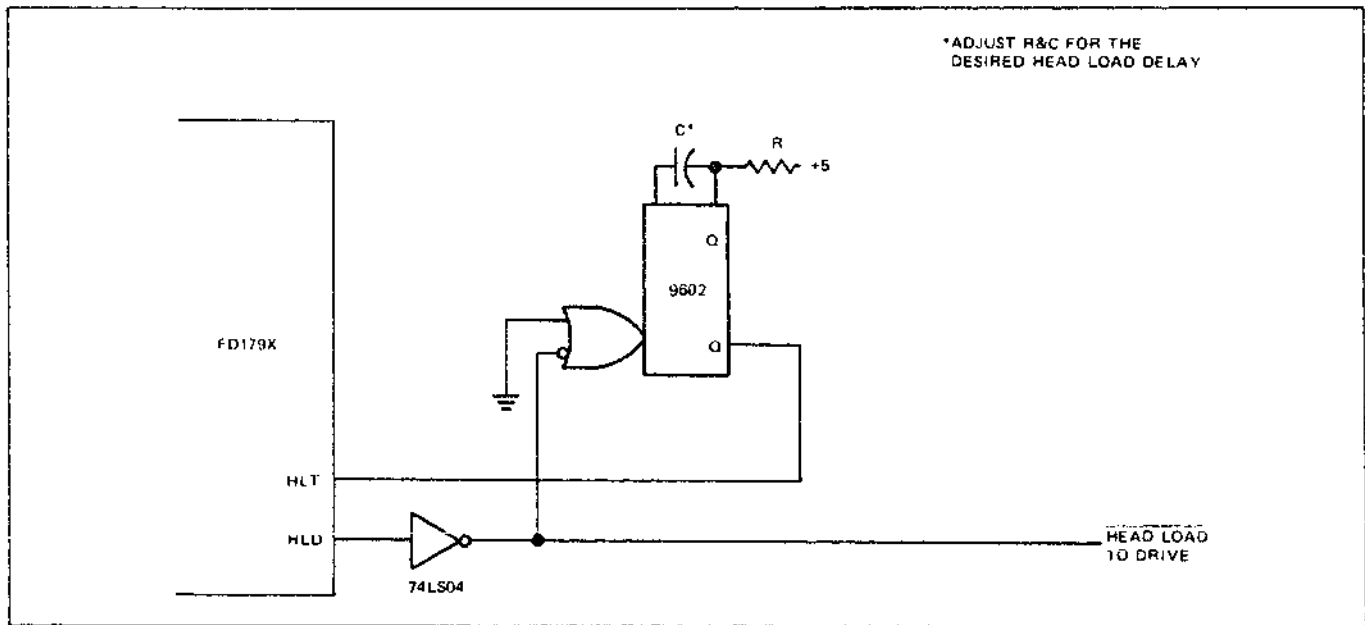 *ADJUST R&C FOR THE
DESIRED HEAD LOAD DELAY
C*
R
+5
Q
9602
FD179X
Q
HLT
HLD
HEAD LOAD
TO DRIVE
74LS04